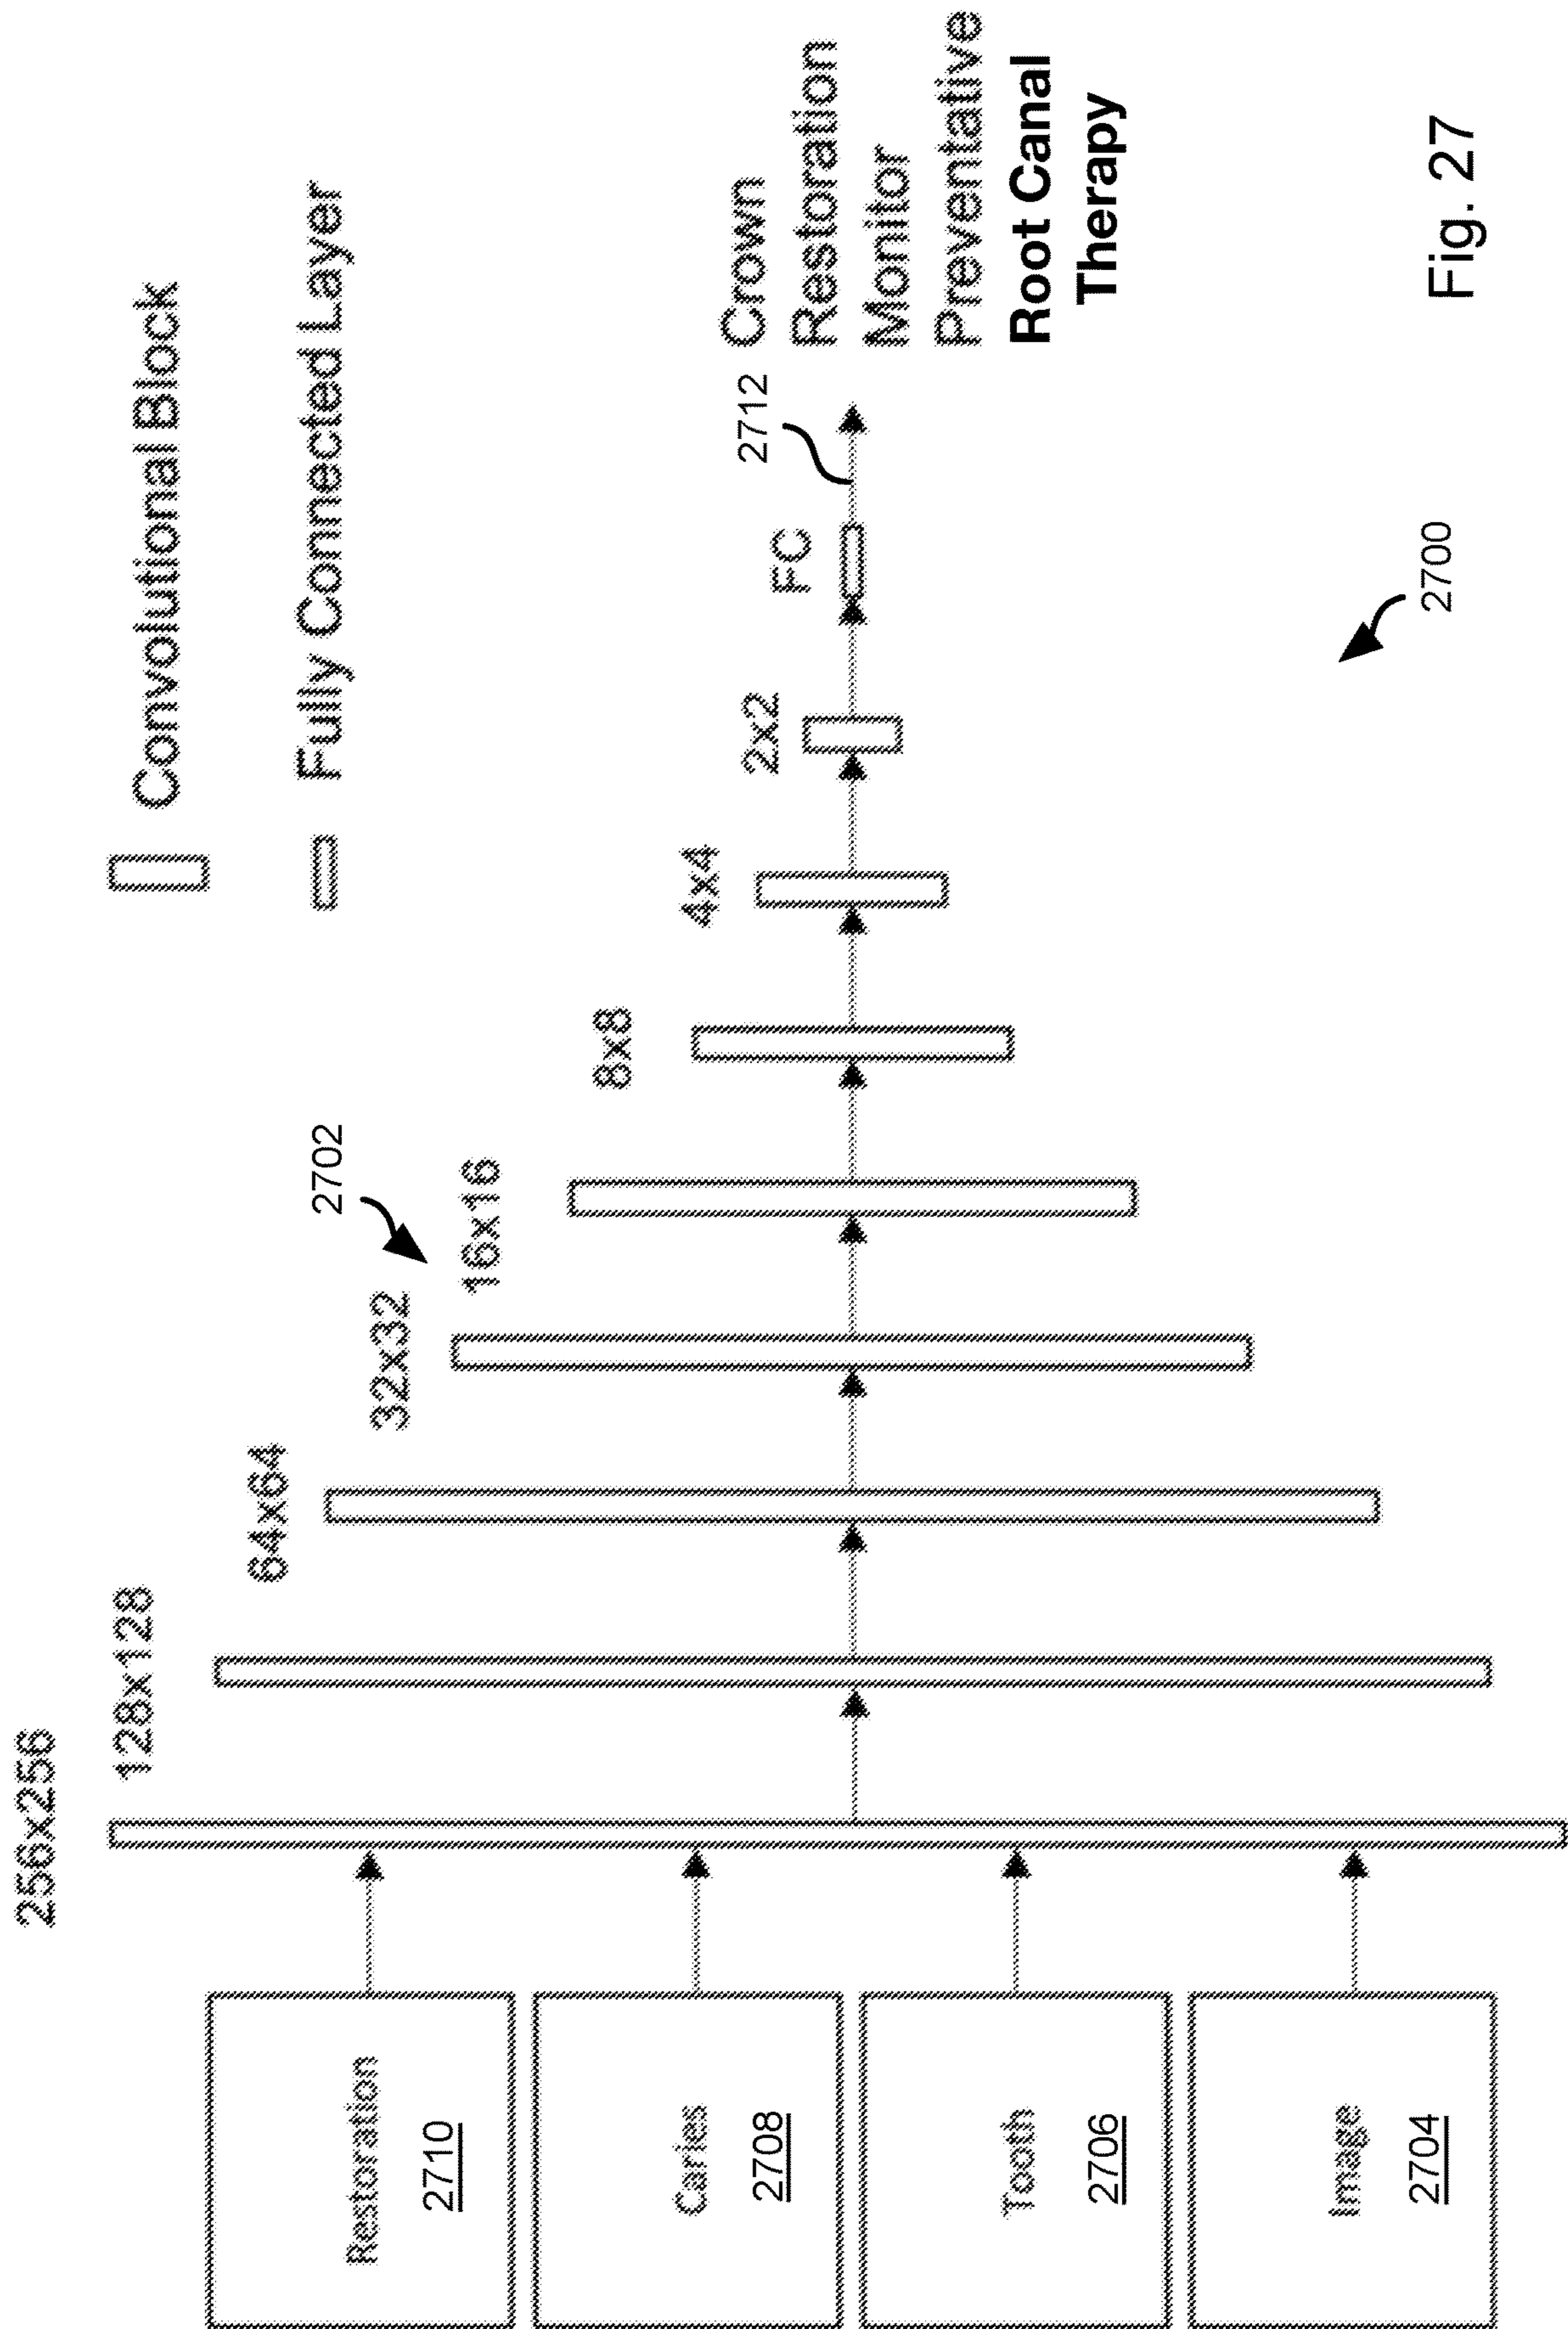 Convolutional Block
Fully Connected Layer
256x256
128x128
64x64
32x32
2702
16x16
8x8
4x4
2x2
FC
2712
Restoration
2710
Caries
2708
Tooth
2706
Image
2704
Crown
Restoration
Monitor
Preventative
Root Canal
Therapy
2700
Fig. 27